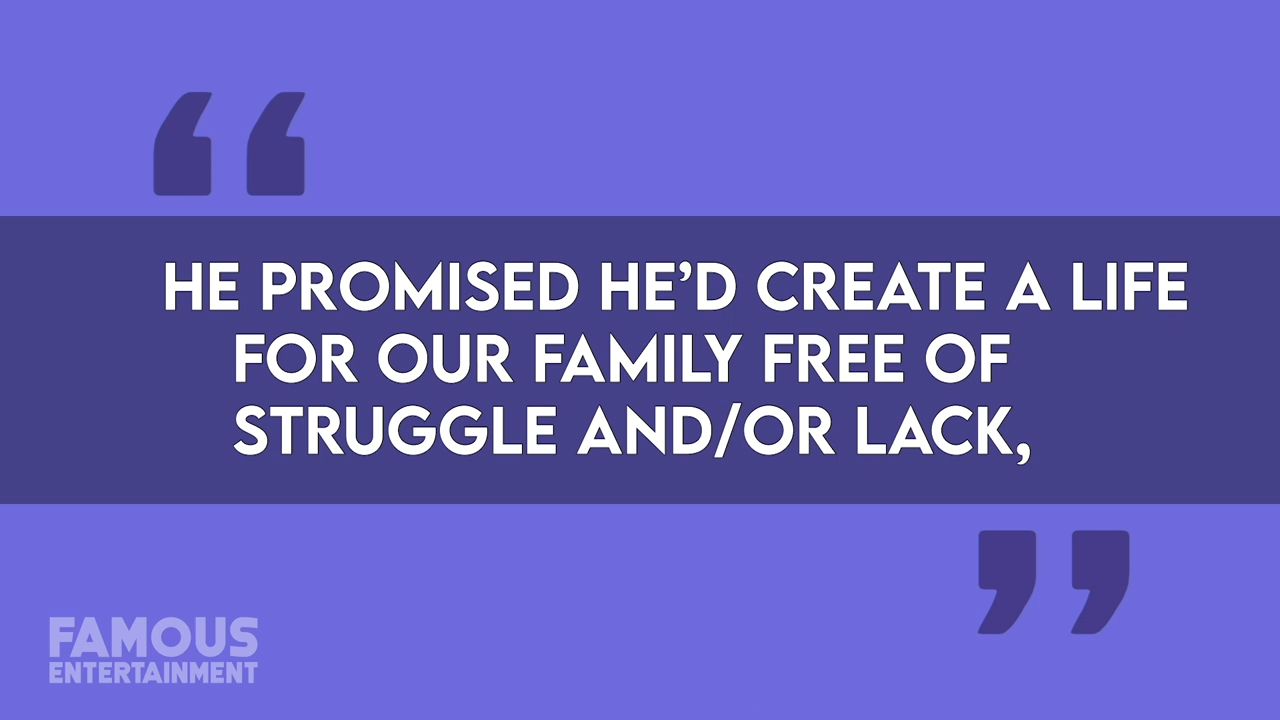 HE PROMISED HE’D CREATE A LIFE
FOR OUR FAMILY FREE OF
STRUGGLE AND/OR LACK,
FAMOUS
ENTERTAINMENT